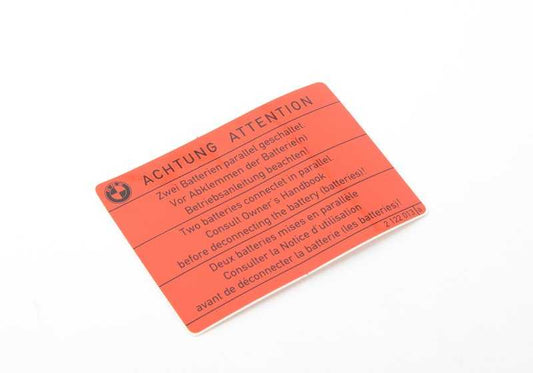 ACHTUNG ATTENTION
Zwei Batterien parallel geschaltet
Vor Abklemmen der Batterie(n)
Betriebsanleitung beachten!
Two batteries connectet in parallel
Consult Owner's Handbook
before deconnecting the battery (batteries)!
Deux batteries mises en parallèle
Consulter la Notice d'utilisation
avant de déconnecter la batterie (les batteries)!